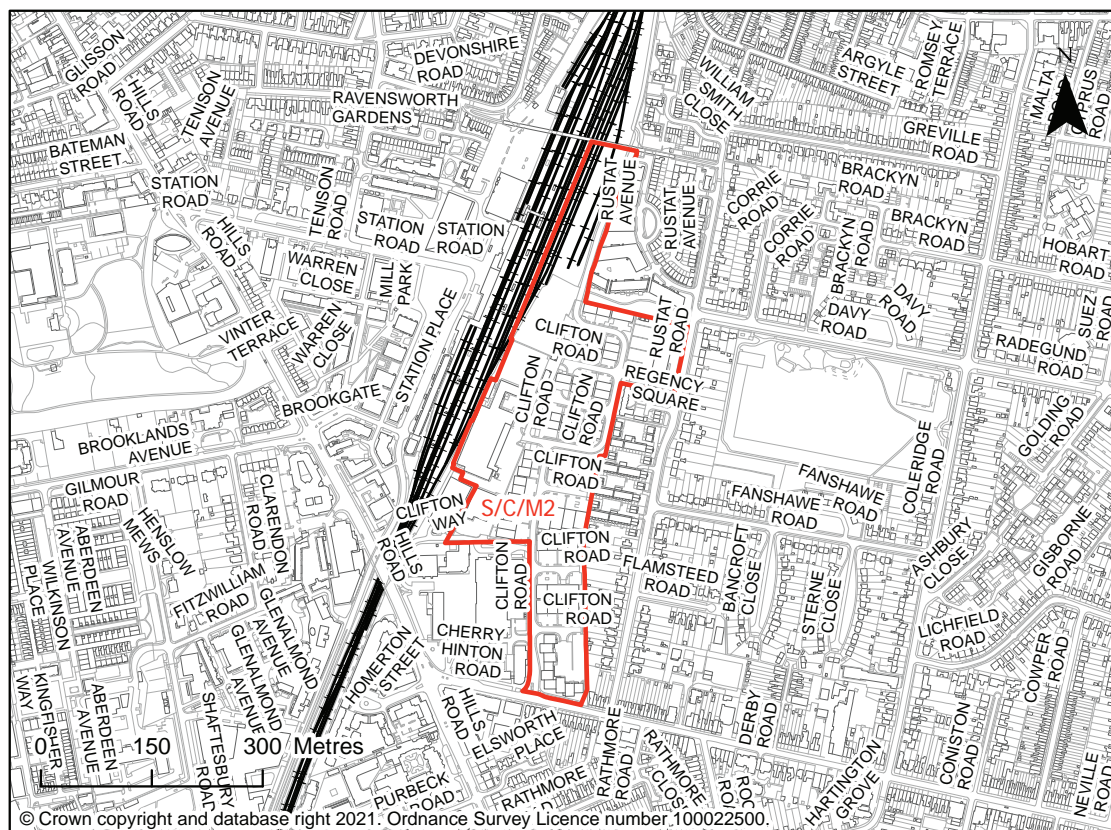 GLISSON
ROAD
HILLS
ROAD
TENISON
AVENUE
DEVONSHIRE
ROAD
RAVENSWORTH
GARDENS
WILLIAM
SMITH
CLOSE
ARGYLE
STREET
ROMSEY
TERRACE
MALTA
CYPRUS
ROAD
N
GREVILLE
ROAD
BATEMAN
STREET
STATION
ROAD
HILLS
ROAD
TENISON
ROAD
STATION
ROAD
STATION
ROAD
RUSTAT
AVENUE
RUSTAT
AVENUE
CORRIE
ROAD
CORRIE
ROAD
BRACKYN
ROAD
BRACKYN
ROAD
BRACKYN
ROAD
HOBART
ROAD
WARREN
CLOSE
MILL
PARK
VINTER
TERRACE
WARREN
CLOSE
STATION PLACE
BROOKGATE
CLIFTON
ROAD
RUSTAT
ROAD
DAVY
ROAD
DAVY
ROAD
SUEZ
ROAD
RADEGUND
ROAD
REGENCY
SQUARE
CLIFTON
ROAD
CLIFTON
ROAD
BROOKLANDS
AVENUE
GOLDING
ROAD
COLERIDGE
ROAD
CLIFTON
ROAD
FANSHAWE
ROAD
FANSHAWE
ROAD
GILMOUR
ROAD
HENSLOW
MEWS
CLARENDON
ROAD
CLIFTON
WAY
S/C/M2
HILLS
ROAD
ABERDEEN
AVENUE
WILKINSON
PLACE
FITZWILLIAM
ROAD
GLENALMOND
AVENUE
GLENALMOND
AVENUE
CLIFTON
ROAD
CLIFTON
ROAD
FLAMSTEED
ROAD
BANCROFT
CLOSE
STERNE
CLOSE
ASHBURY
CLOSE
GISBORNE
ROAD
LICHFIELD
ROAD
CLIFTON
ROAD
CHERRY
HINTON
ROAD
HOMERTON
STREET
COWPER
ROAD
KINGFISHER
WAY
ABERDEEN
AVENUE
SHAFTESBURY
ROAD
HILLS
ROAD
ELSWORTH
PLACE
RATHMORE
ROAD
RATHMORE
CLOSE
DERBY
ROAD
HARTINGTON
GROVE
CONISTON
ROAD
NEVILLE
ROAD
PURBECK
ROAD
RATHMORE
0 150 300 Metres
© Crown copyright and database right 2021. Ordnance Survey Licence number 100022500.